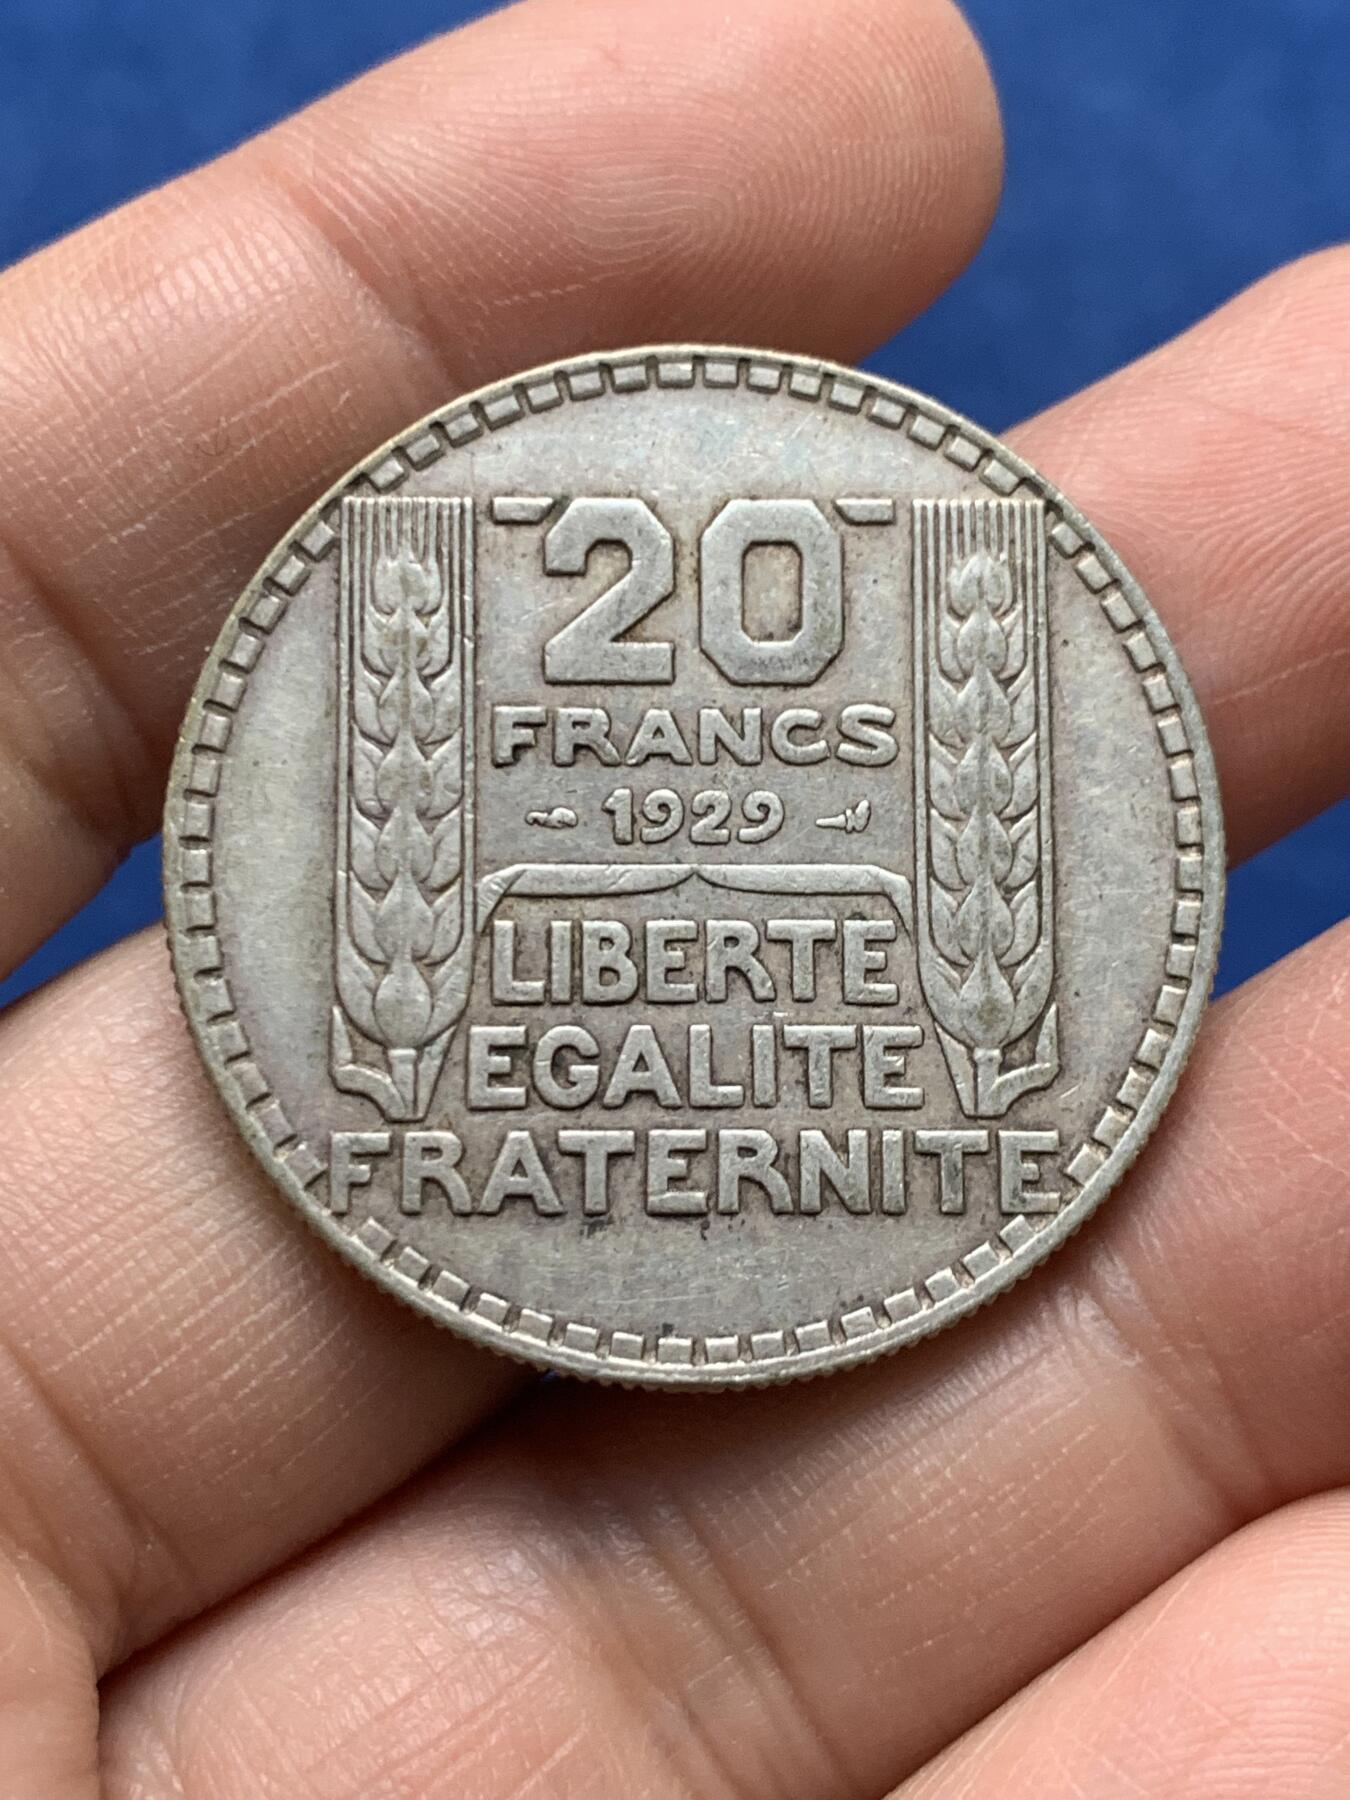 20
FRANCS
1929
LIBERTE
EGALITE
FRATERNITE